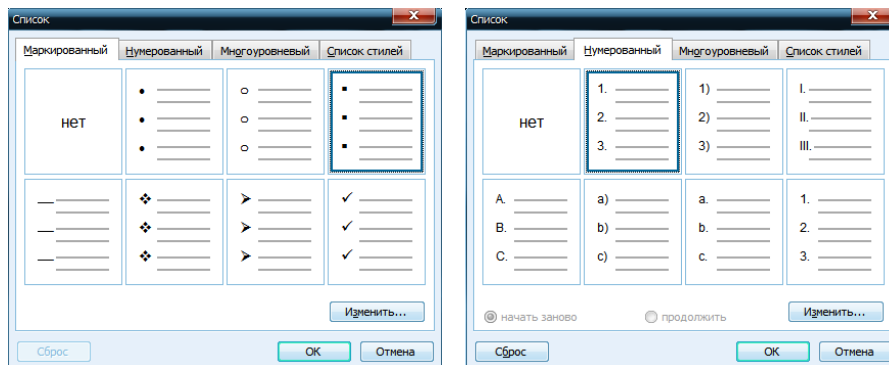 Список
Маркированный Нумерованный Многоуровневый Список стилей
нет
Изменить...
Сброс ОК Отмена
Список
Маркированный Нумерованный Многоуровневый Список стилей
нет
1. 1) I.
2. 2) II.
3. 3) III.
A. a) a. 1.
B. b) b. 2.
C. c) c. 3.
начать заново продолжить Изменить...
Сброс ОК Отмена